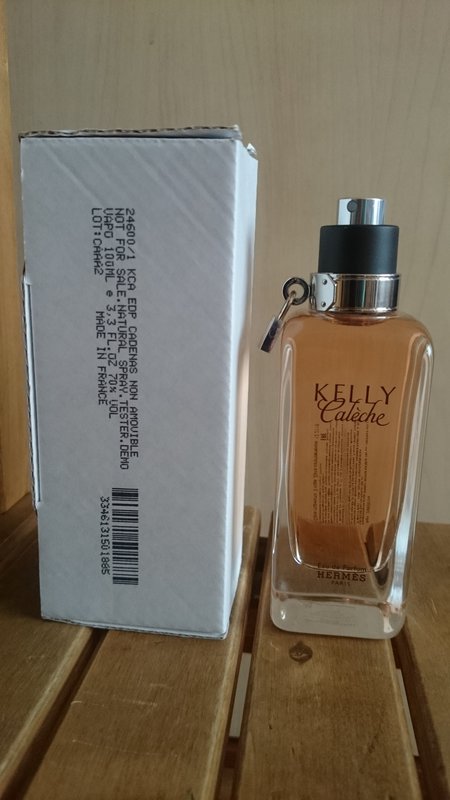 24600/1 KCA EDP CADENAS NON AMOVIBLE
NOT FOR SALE.NATURAL SPRAY.TESTER.DEMO
VAPO 100ML e 3,3 FL.OZ 70% VOL
LOT:CAAA2 MADE IN FRANCE
3346131501885
KELLY
Calèche
Eau de Parfum
HERMÈS
PARIS